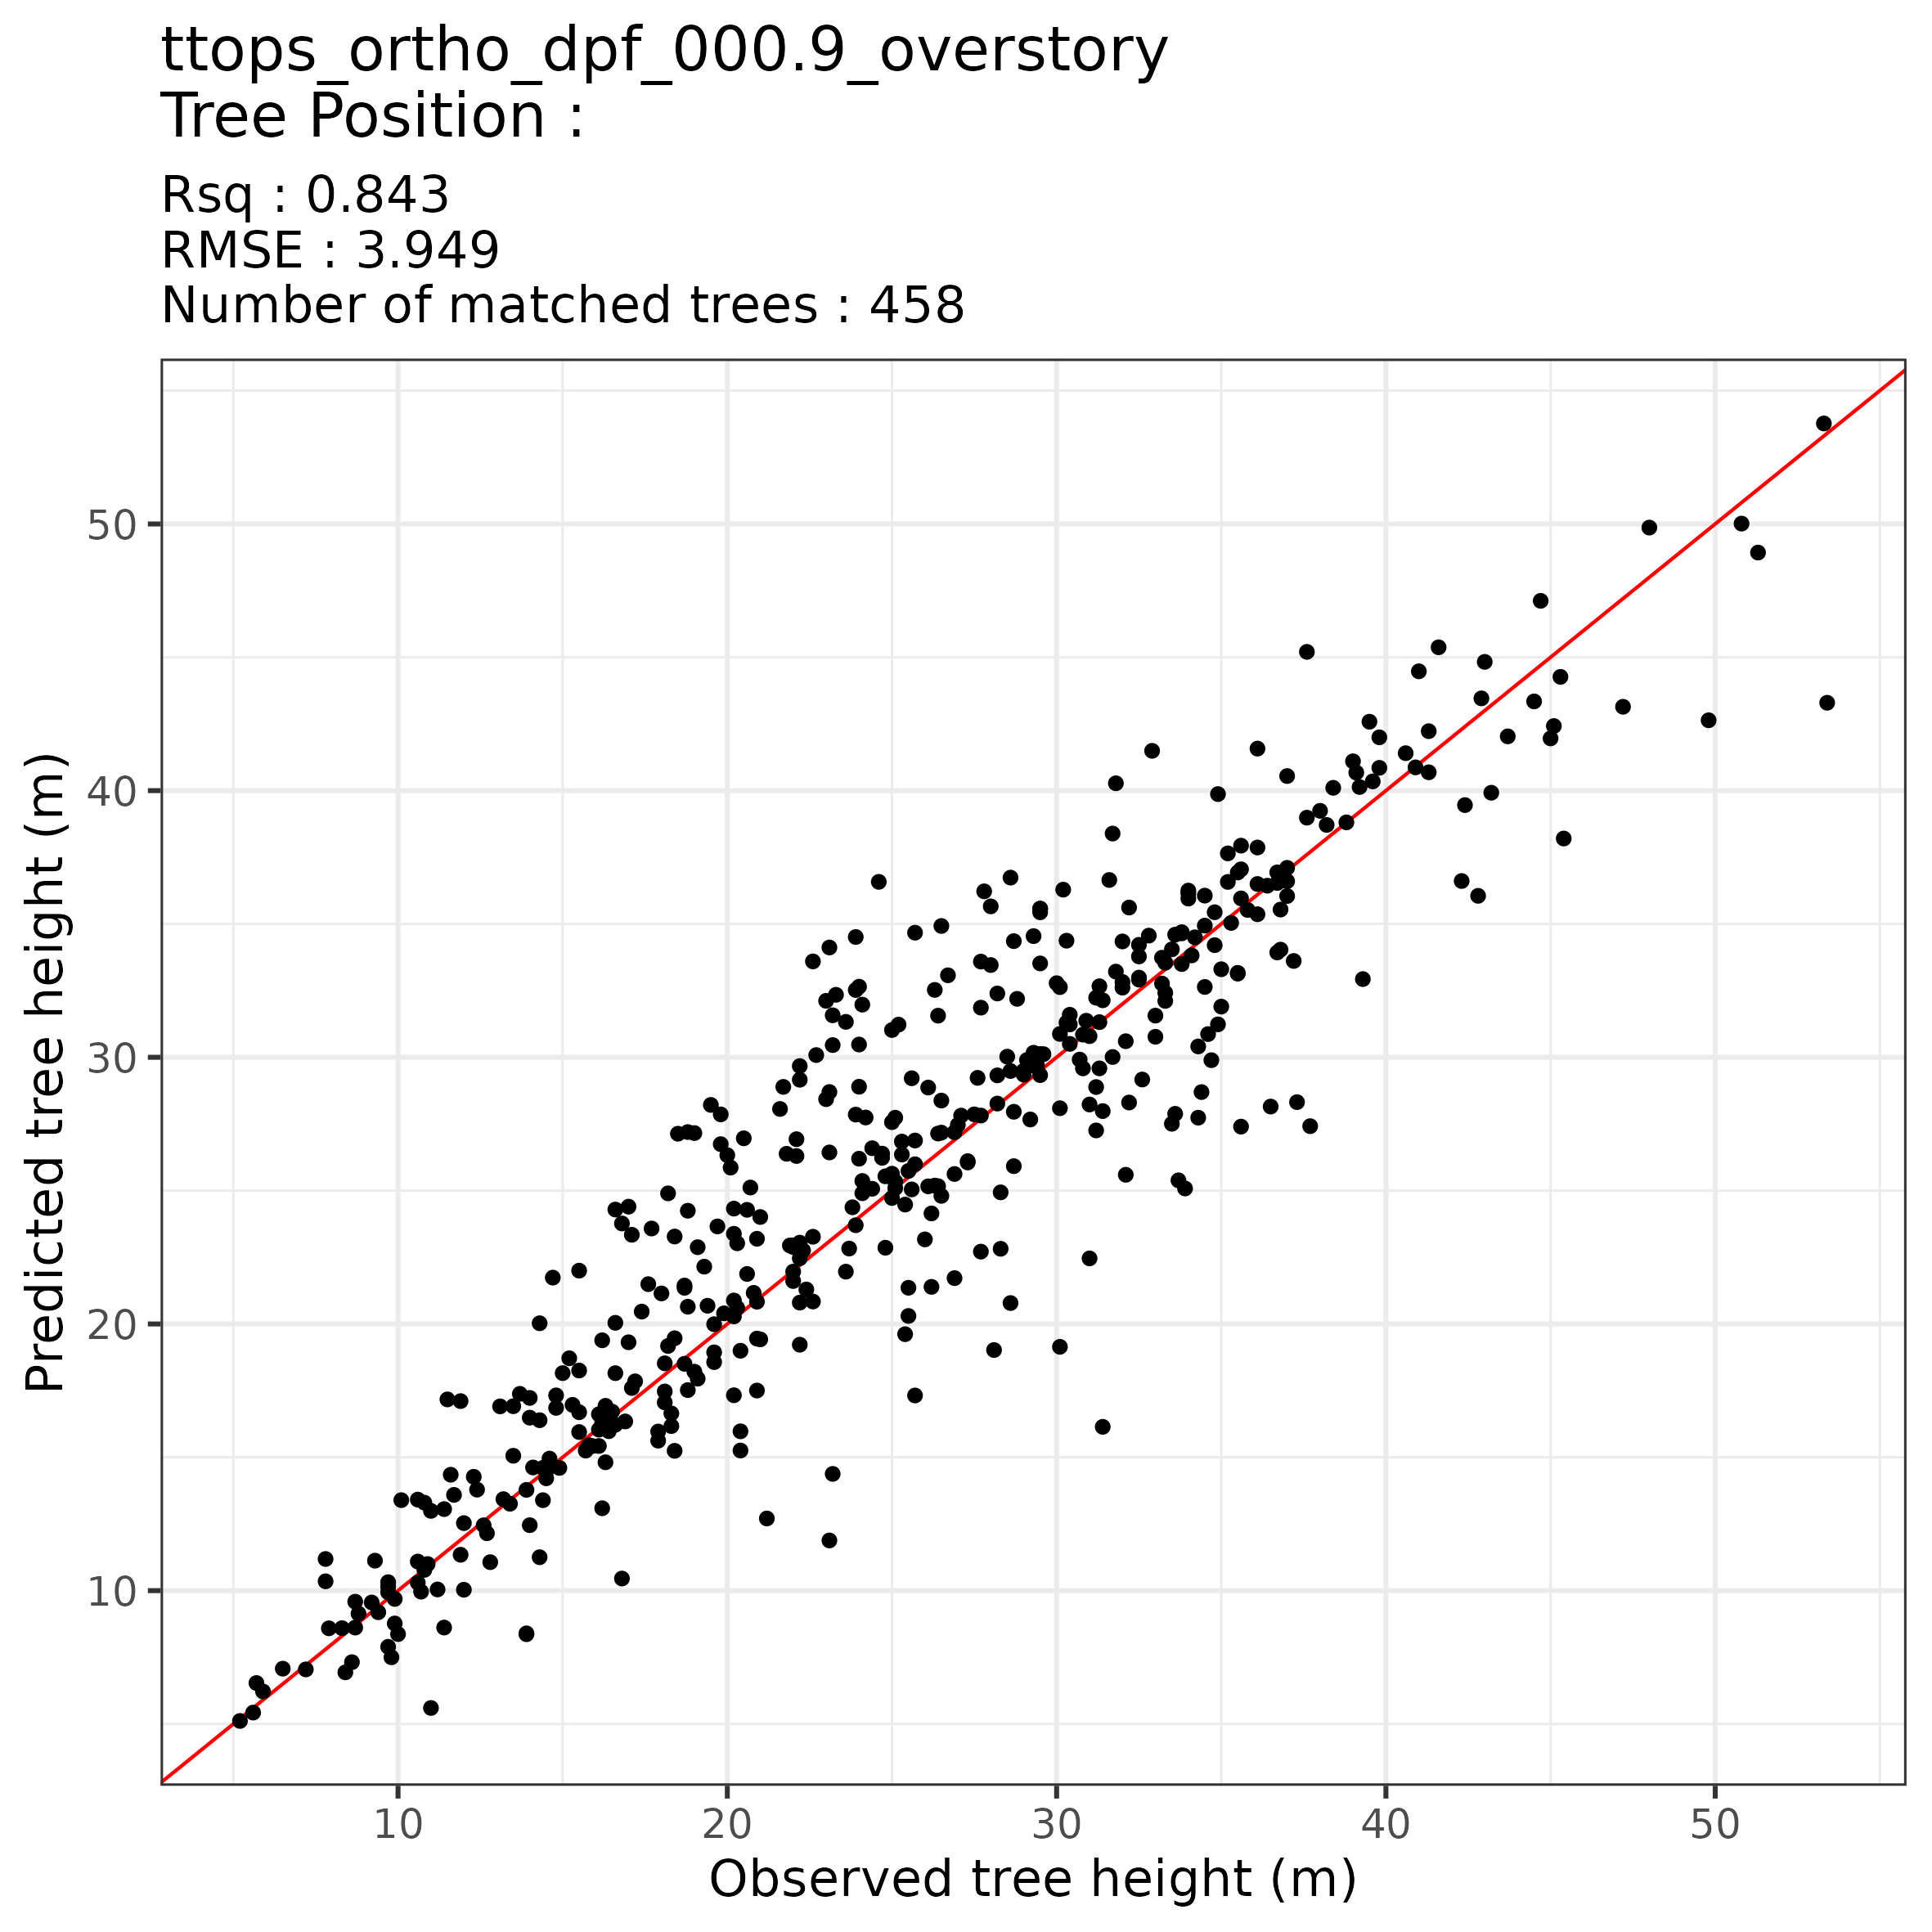 ttops_ortho_dpf_000.9_overstory
Tree Position :
Rsq : 0.843
RMSE : 3.949
Number of matched trees : 458
Predicted tree height (m)
50
40
30
20
10
10 20 30 40 50
Observed tree height (m)